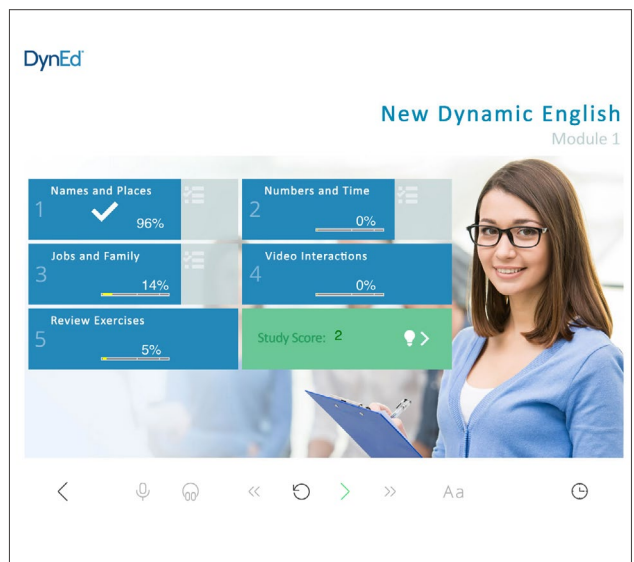 DynEd
New Dynamic English
Module 1
Names and Places
1
96%
Numbers and Time
2
0%
Jobs and Family
3
14%
Video Interactions
4
0%
Review Exercises
5
5%
Study Score: 2
Aa